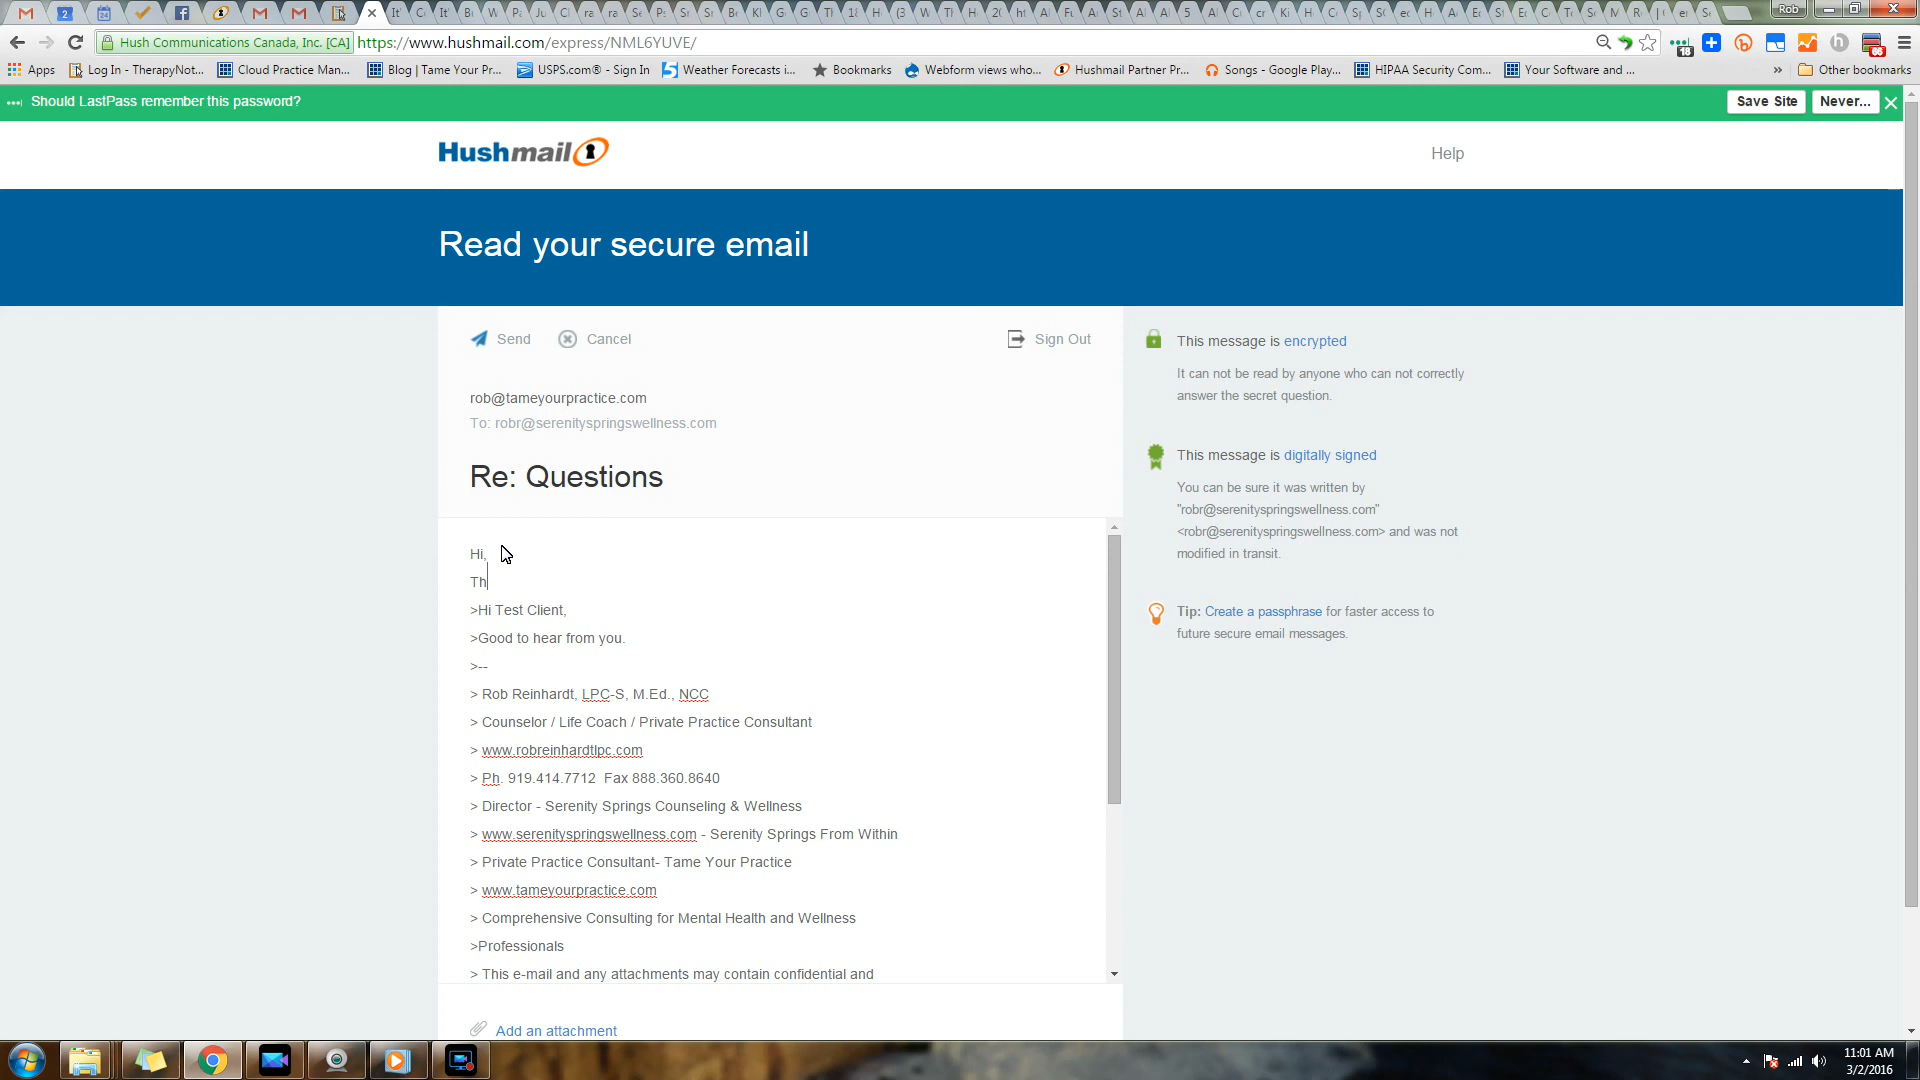 Rob
Hush Communications Canada, Inc. [CA] https://www.hushmail.com/express/NML6YUVE/
18
66
Apps Log In - TherapyNot... Cloud Practice Man... Blog | Tame Your Pr... USPS.com® - Sign In Weather Forecasts i... Bookmarks Webform views who... Hushmail Partner Pr... Songs - Google Play... HIPAA Security Com... Your Software and ... » Other bookmarks
Should LastPass remember this password? Save Site Never...
Hushmail
Help
Read your secure email
Send Cancel Sign Out
rob@tameyourpractice.com
To: robr@serenityspringswellness.com
Re: Questions
Hi,
Th
>Hi Test Client,
>Good to hear from you.
>--
> Rob Reinhardt, LPC-S, M.Ed., NCC
> Counselor / Life Coach / Private Practice Consultant
> www.robreinhardtlpc.com
> Ph. 919.414.7712 Fax 888.360.8640
> Director - Serenity Springs Counseling & Wellness
> www.serenityspringswellness.com - Serenity Springs From Within
> Private Practice Consultant- Tame Your Practice
> www.tameyourpractice.com
> Comprehensive Consulting for Mental Health and Wellness
>Professionals
> This e-mail and any attachments may contain confidential and
Add an attachment
This message is encrypted
It can not be read by anyone who can not correctly
answer the secret question.
This message is digitally signed
You can be sure it was written by
"robr@serenityspringswellness.com"
<robr@serenityspringswellness.com> and was not
modified in transit.
Tip: Create a passphrase for faster access to
future secure email messages.
11:01 AM
3/2/2016